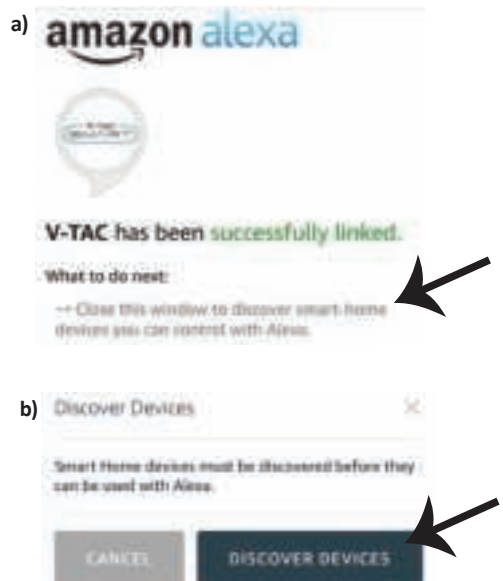 a)
amazon alexa
V-TAC has been successfully linked.
What to do next:
→ Close this window to discover smart-home
devices you can control with Alexa.
b) Discover Devices ×
Smart Home devices must be discovered before they
can be used with Alexa.
CANCEL DISCOVER DEVICES